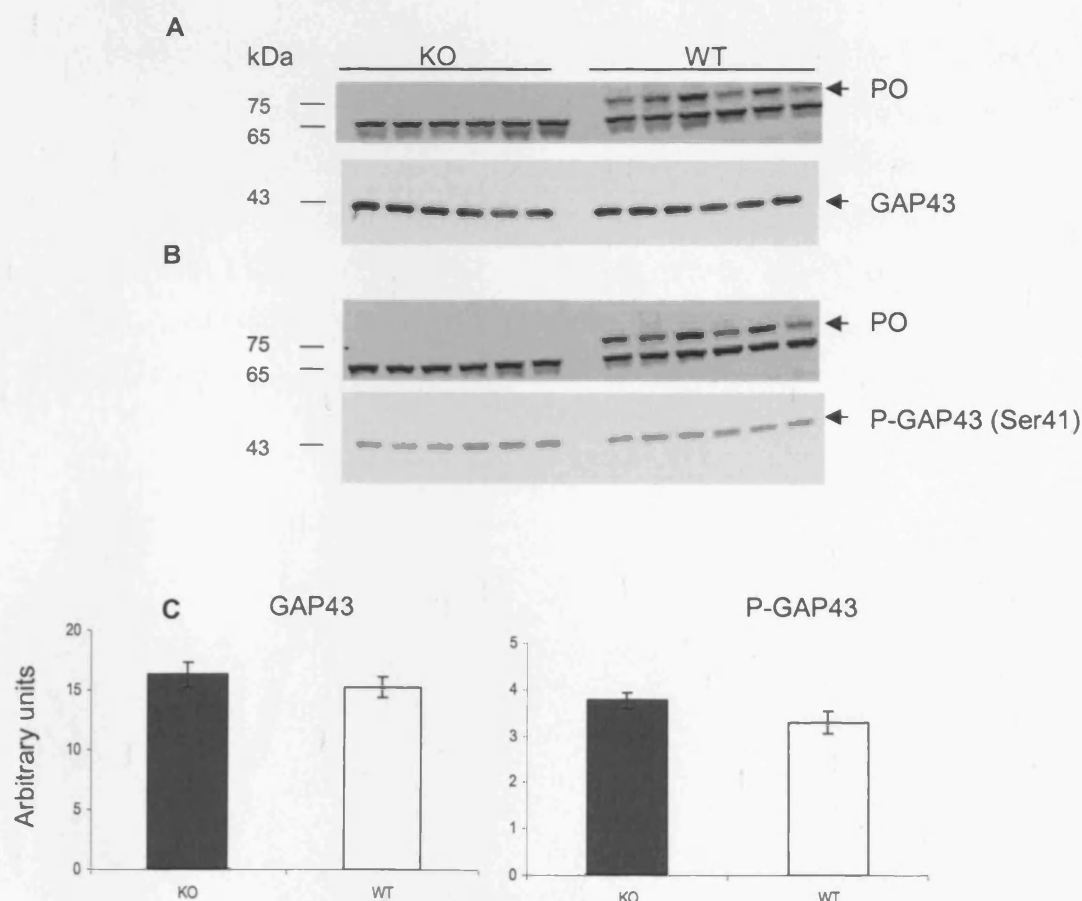 A
kDa KO WT
75 PO
65
43 GAP43
B
75 PO
65
43 P-GAP43 (Ser41)
C GAP43 P-GAP43
Arbitrary units
20
15
10
5
0
KO WT
5
4
3
2
1
0
KO WT